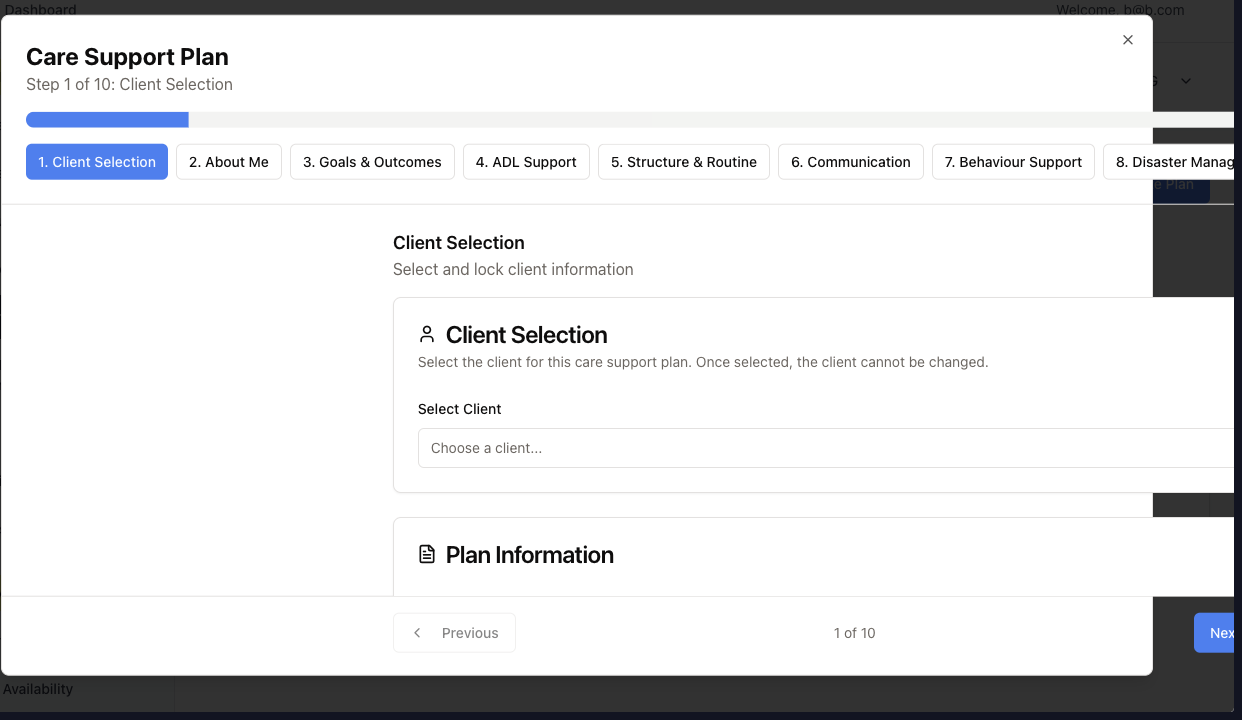 Dashboard
Welcome, b@b.com
Care Support Plan
Step 1 of 10: Client Selection
1. Client Selection
2. About Me
3. Goals & Outcomes
4. ADL Support
5. Structure & Routine
6. Communication
7. Behaviour Support
8. Disaster Manag
e Plan
Client Selection
Select and lock client information
Client Selection
Select the client for this care support plan. Once selected, the client cannot be changed.
Select Client
Choose a client...
Plan Information
Previous
1 of 10
Nex
Availability